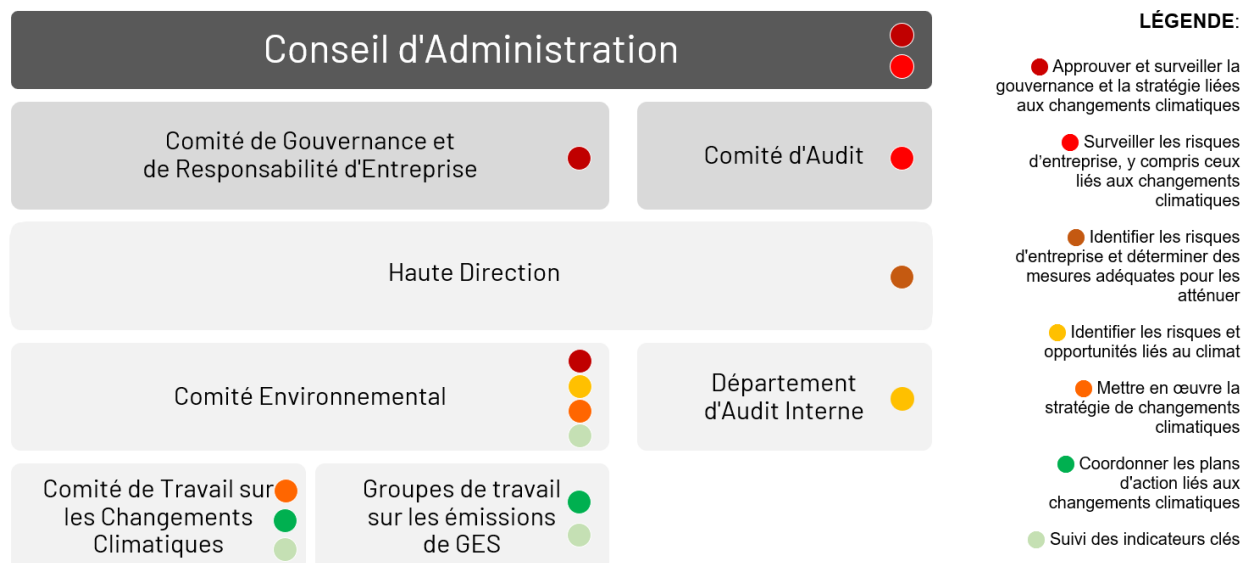 Conseil d'Administration
Comité de Gouvernance et
de Responsabilité d'Entreprise
Comité d'Audit
Haute Direction
Comité Environnemental
Département
d'Audit Interne
Comité de Travail sur
les Changements
Climatiques
Groupes de travail
sur les émissions
de GES
LÉGENDE:
Approuver et surveiller la
gouvernance et la stratégie liées
aux changements climatiques
Surveiller les risques
d’entreprise, y compris ceux
liés aux changements
climatiques
Identifier les risques
d'entreprise et déterminer des
mesures adéquates pour les
atténuer
Identifier les risques et
opportunités liés au climat
Mettre en œuvre la
stratégie de changements
climatiques
Coordonner les plans
d'action liés aux
changements climatiques
Suivi des indicateurs clés